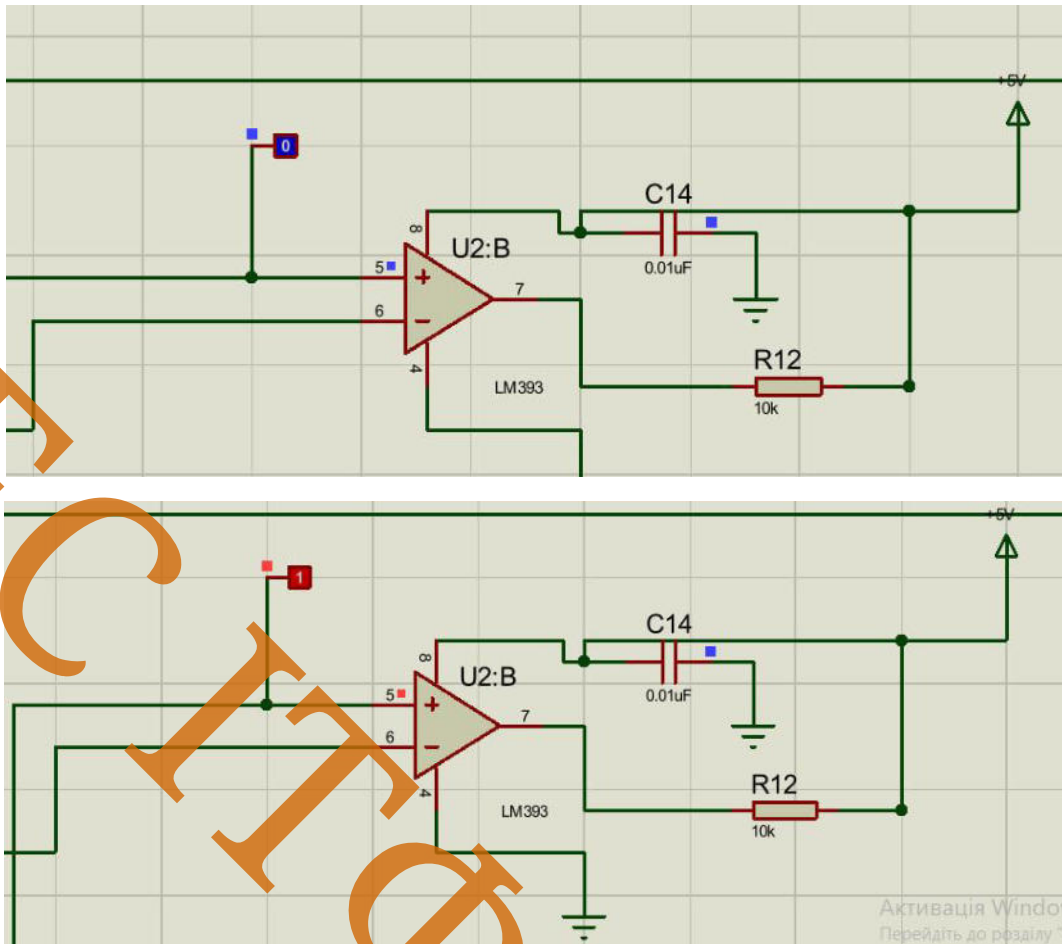 +5V
0
C14
8
U2:B
5
+
0.01uF
7
6
−
4
R12
LM393
10k
+5V
1
C14
8
U2:B
5
+
0.01uF
7
6
−
4
R12
LM393
10k
Активація Windo
Перейдіть до розділу
С ІТФ